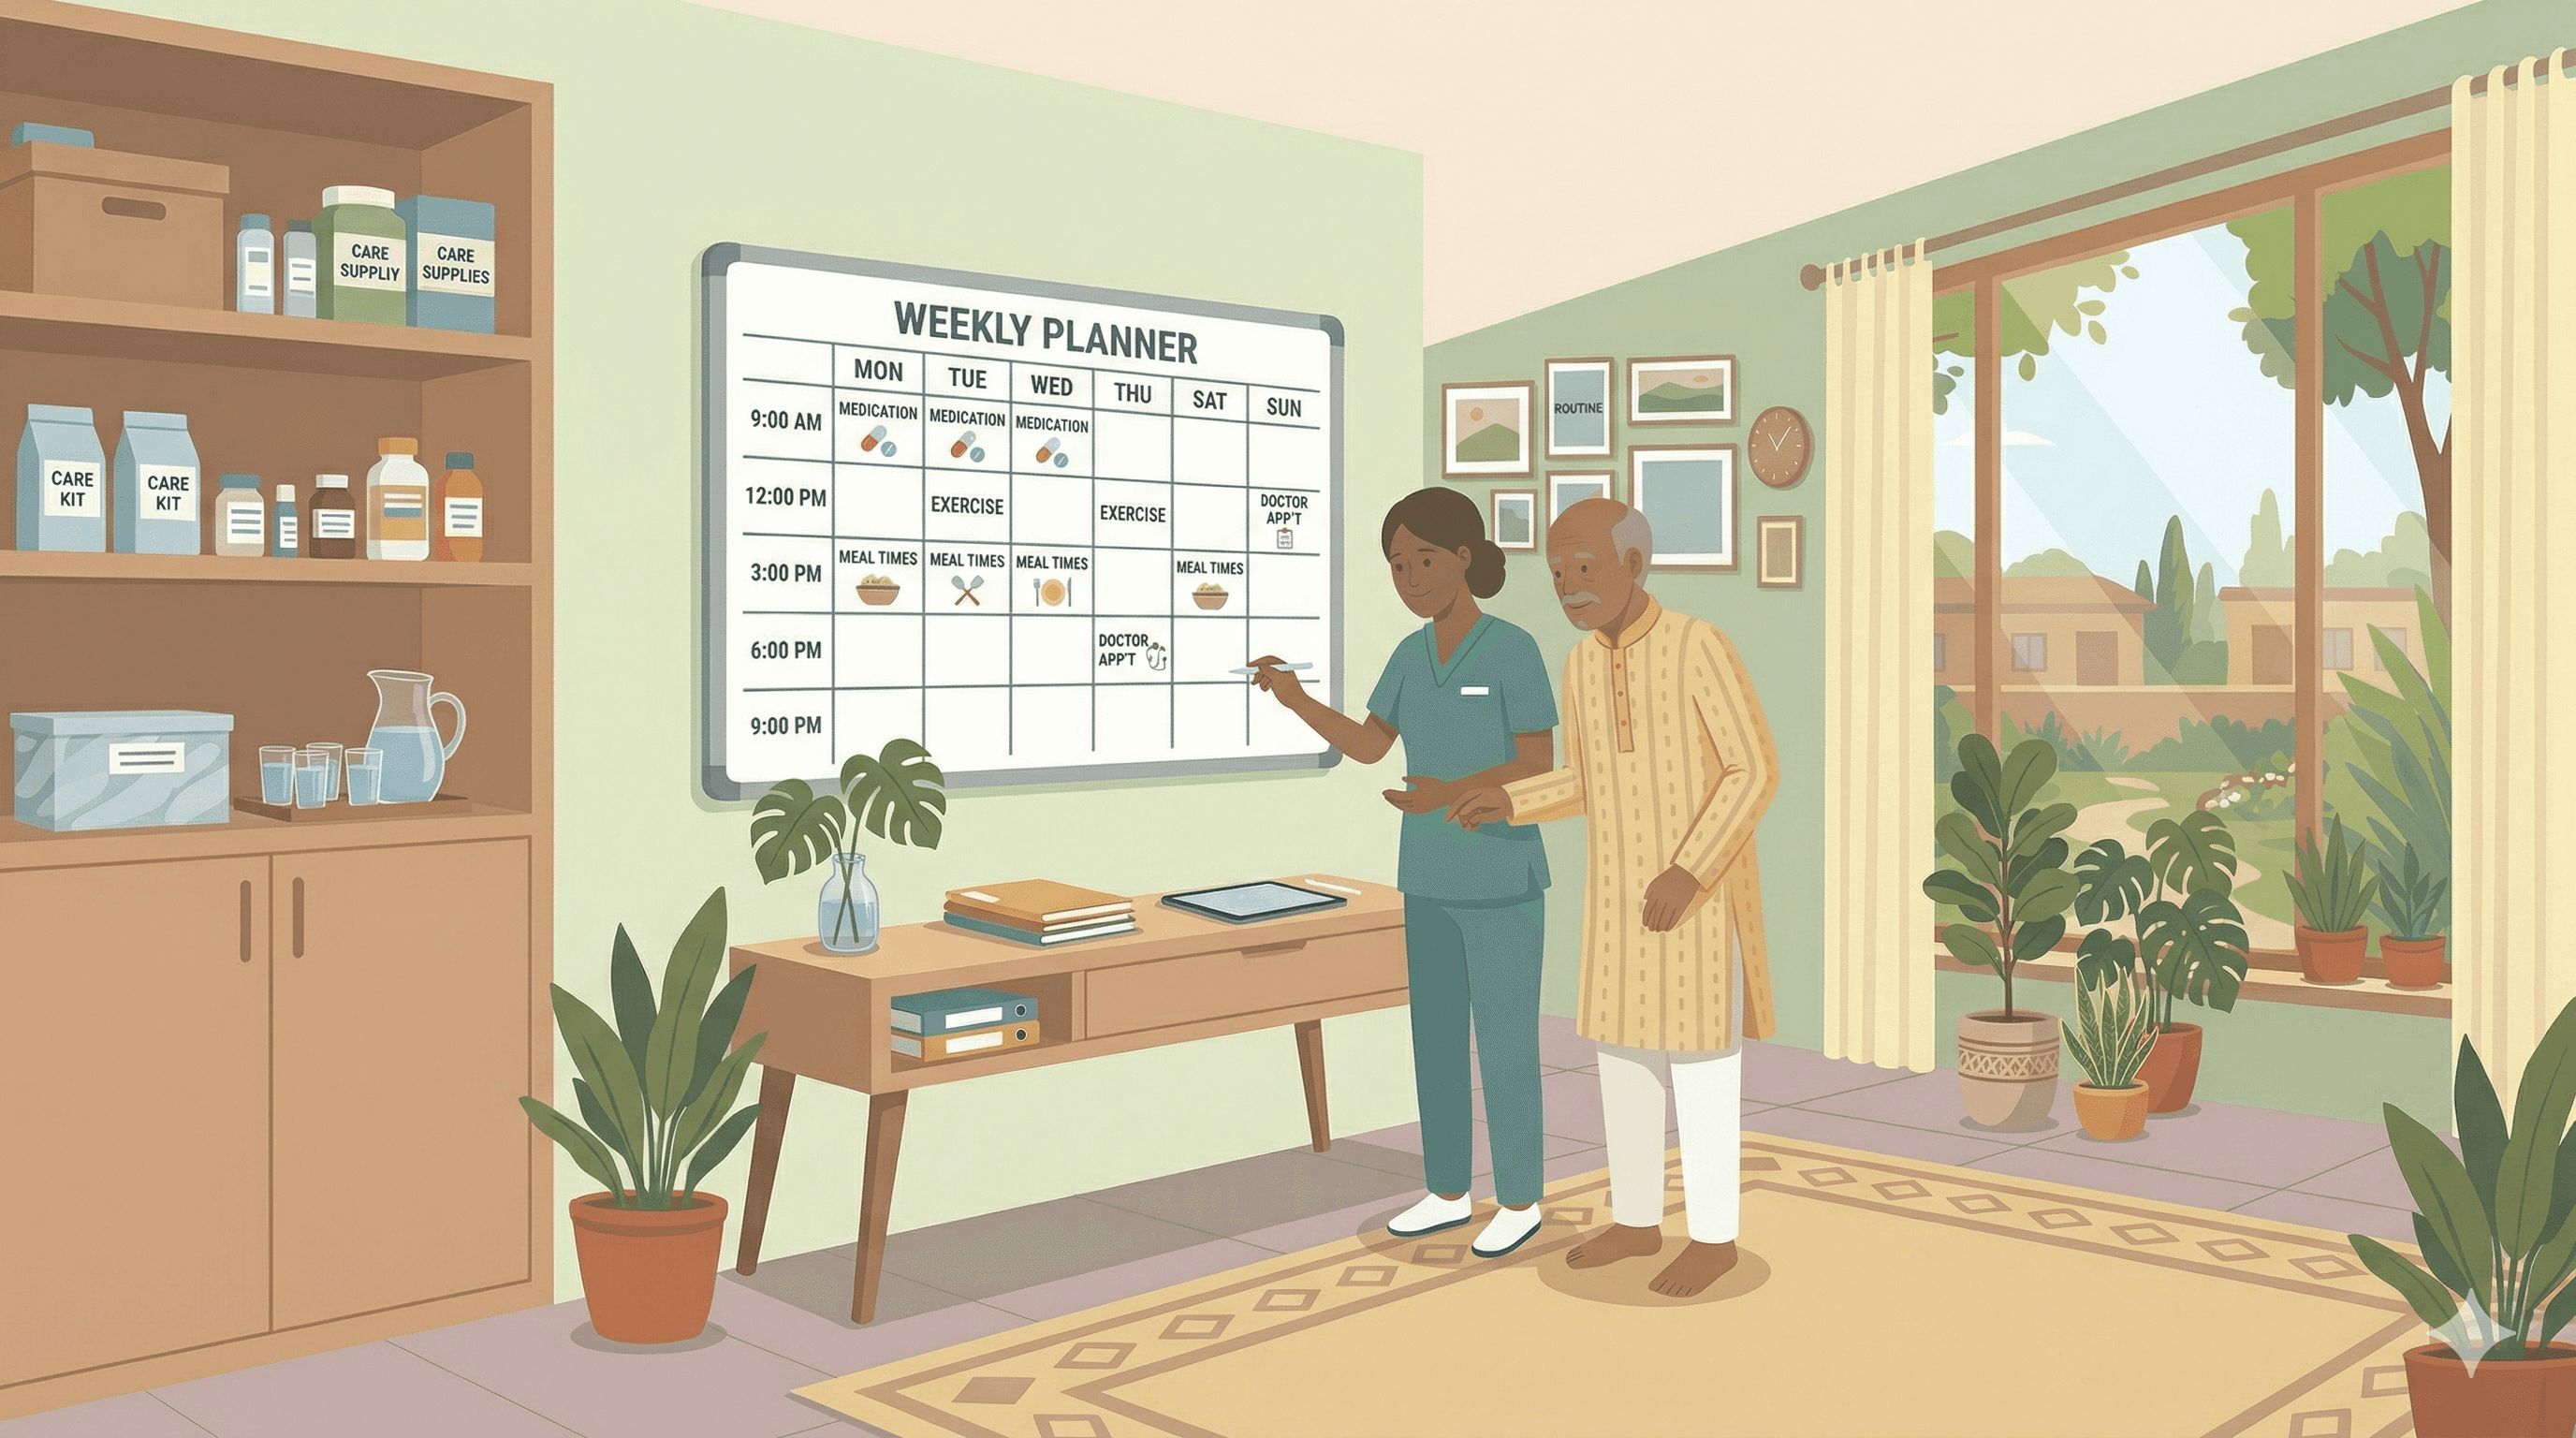 CARE
SUPPLIY
CARE
SUPPLIES
CARE
KIT
CARE
KIT
WEEKLY PLANNER
MON TUE WED THU SAT SUN
9:00 AM MEDICATION MEDICATION MEDICATION
12:00 PM EXERCISE EXERCISE DOCTOR
APP'T
3:00 PM MEAL TIMES MEAL TIMES MEAL TIMES MEAL TIMES
6:00 PM DOCTOR
APP'T
9:00 PM
ROUTINE